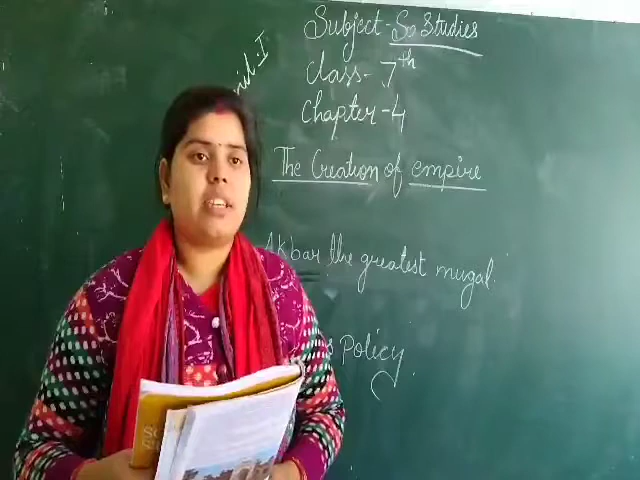 Subject - So Studies
Class - 7th
Chapter - 4
The Creation of empire
Akbar the greatest mugal.
Policy